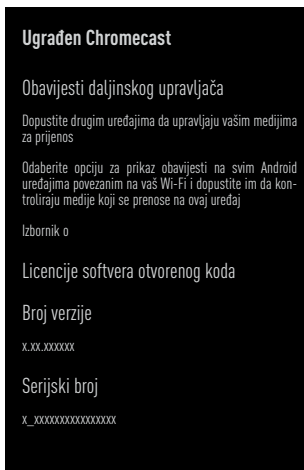 Ugrađen Chromecast
Obavijesti daljinskog upravljača
Dopustite drugim uređajima da upravljaju vašim medijima
za prijenos
Odaberite opciju za prikaz obavijesti na svim Android
uređajima povezanim na vaš Wi-Fi i dopustite im da kon-
troliraju medije koji se prenose na ovaj uređaj
Izbornik o
Licencije softvera otvorenog koda
Broj verzije
x.xx.xxxxxx
Serijski broj
x_xxxxxxxxxxxxxxxx